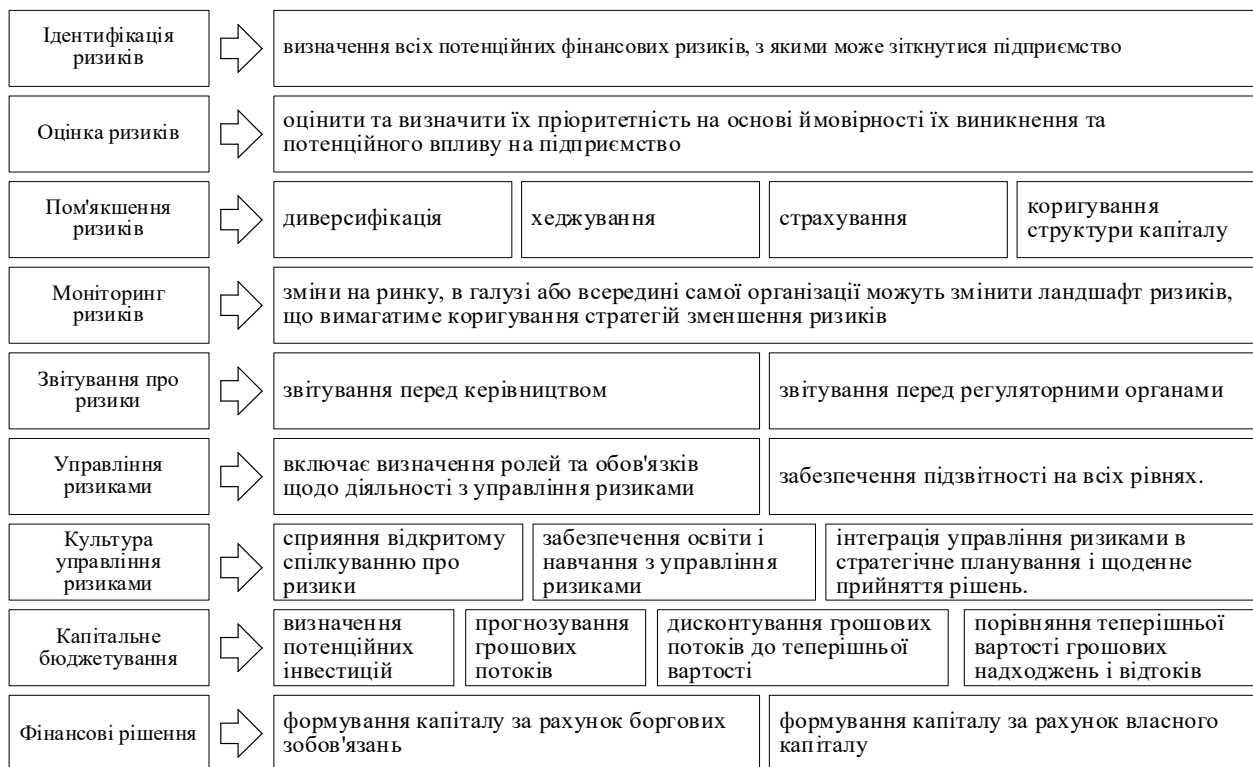 Ідентифікація
ризиків
визначення всіх потенційних фінансових ризиків, з якими може зіткнутися підприємство
Оцінка ризиків
оцінити та визначити їх пріоритетність на основі ймовірності їх виникнення та
потенційного впливу на підприємство
Пом'якшення
ризиків
диверсифікація
хеджування
страхування
коригування
структури капіталу
Моніторинг
ризиків
зміни на ринку, в галузі або всередині самої організації можуть змінити ландшафт ризиків,
що вимагатиме коригування стратегій зменшення ризиків
Звітування про
ризики
звітування перед керівництвом
звітування перед регуляторними органами
Управління
ризиками
включає визначення ролей та обов'язків
щодо діяльності з управління ризиками
забезпечення підзвітності на всіх рівнях.
Культура
управління
ризиками
сприяння відкритому
спілкуванню про
ризики
забезпечення освіти і
навчання з управління
ризиками
інтеграція управління ризиками в
стратегічне планування і щоденне
прийняття рішень.
Капітальне
бюджетування
визначення
потенційних
інвестицій
прогнозування
грошових
потоків
дисконтування грошових
потоків до теперішньої
вартості
порівняння теперішньої
вартості грошових
надходжень і відтоків
Фінансові рішення
формування капіталу за рахунок боргових
зобов'язань
формування капіталу за рахунок власного
капіталу